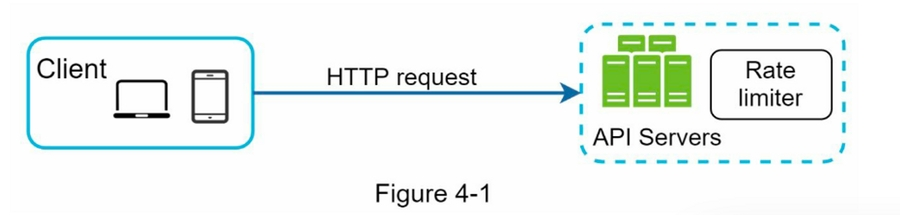 Client
HTTP request
Rate
limiter
API Servers
Figure 4-1